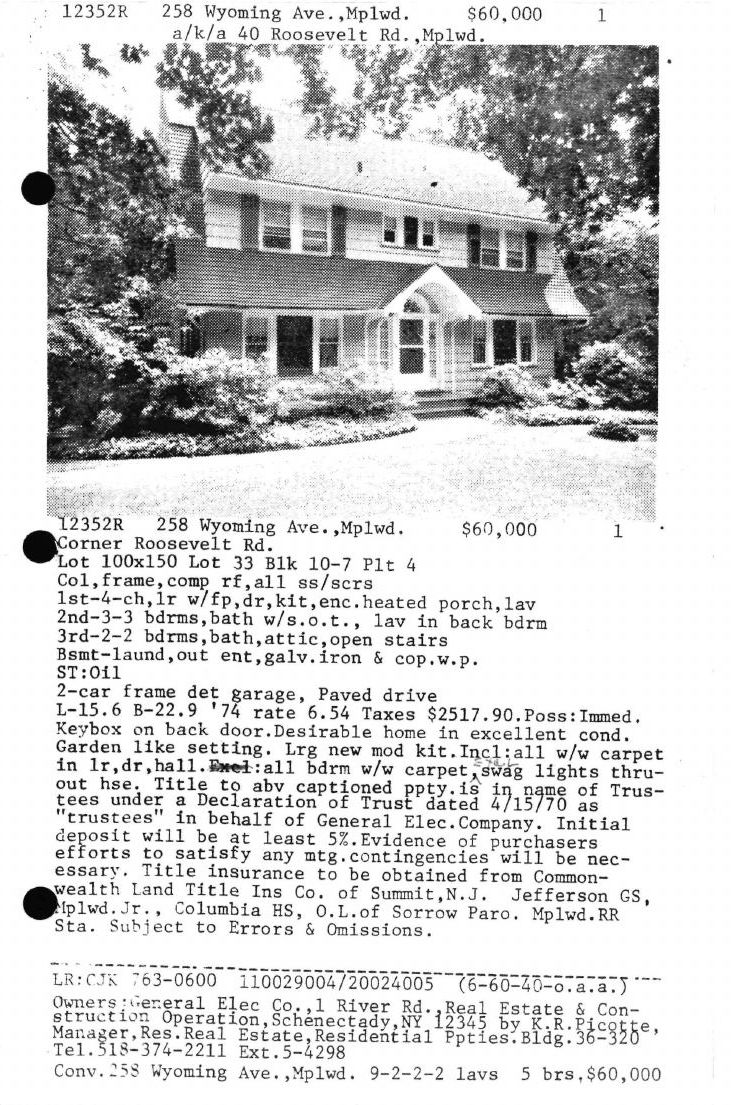 12352R 258 Wyoming Ave.,Mplwd. $60,000 1
a/k/a 40 Roosevelt Rd.,Mplwd.
12352R 258 Wyoming Ave.,Mplwd. $60,000 1
Corner Roosevelt Rd.
Lot 100x150 Lot 33 Blk 10-7 Plt 4
Col,frame,comp rf,all ss/scrs
1st-4-ch,lr w/fp,dr,kit,enc.heated porch,lav
2nd-3-3 bdrms,bath w/s.o.t., lav in back bdrm
3rd-2-2 bdrms,bath,attic,open stairs
Bsmt-laund,out ent,galv.iron & cop.w.p.
ST:Oil
2-car frame det garage, Paved drive
L-15.6 B-22.9 '74 rate 6.54 Taxes $2517.90.Poss:Immed.
Keybox on back door.Desirable home in excellent cond.
Garden like setting. Lrg new mod kit.Incl:all w/w carpet
in lr,dr,hall.Excl:all bdrm w/w carpet,swag lights thru-
out hse. Title to abv captioned ppty.is in name of Trus-
tees under a Declaration of Trust dated 4/15/70 as
"trustees" in behalf of General Elec.Company. Initial
deposit will be at least 5%.Evidence of purchasers
efforts to satisfy any mtg.contingencies will be nec-
essary. Title insurance to be obtained from Common-
wealth Land Title Ins Co. of Summit,N.J. Jefferson GS,
Mplwd.Jr., Columbia HS, O.L.of Sorrow Paro. Mplwd.RR
Sta. Subject to Errors & Omissions.
LR:CJK 763-0600 110029004/20024005 (6-60-40-o.a.a.)
Owners:General Elec Co.,1 River Rd.,Real Estate & Con-
struction Operation,Schenectady,NY 12345 by K.R.Picotte,
Manager,Res.Real Estate,Residential Ppties.Bldg.36-320
Tel.518-374-2211 Ext.5-4298
Conv.258 Wyoming Ave.,Mplwd. 9-2-2-2 lavs 5 brs,$60,000